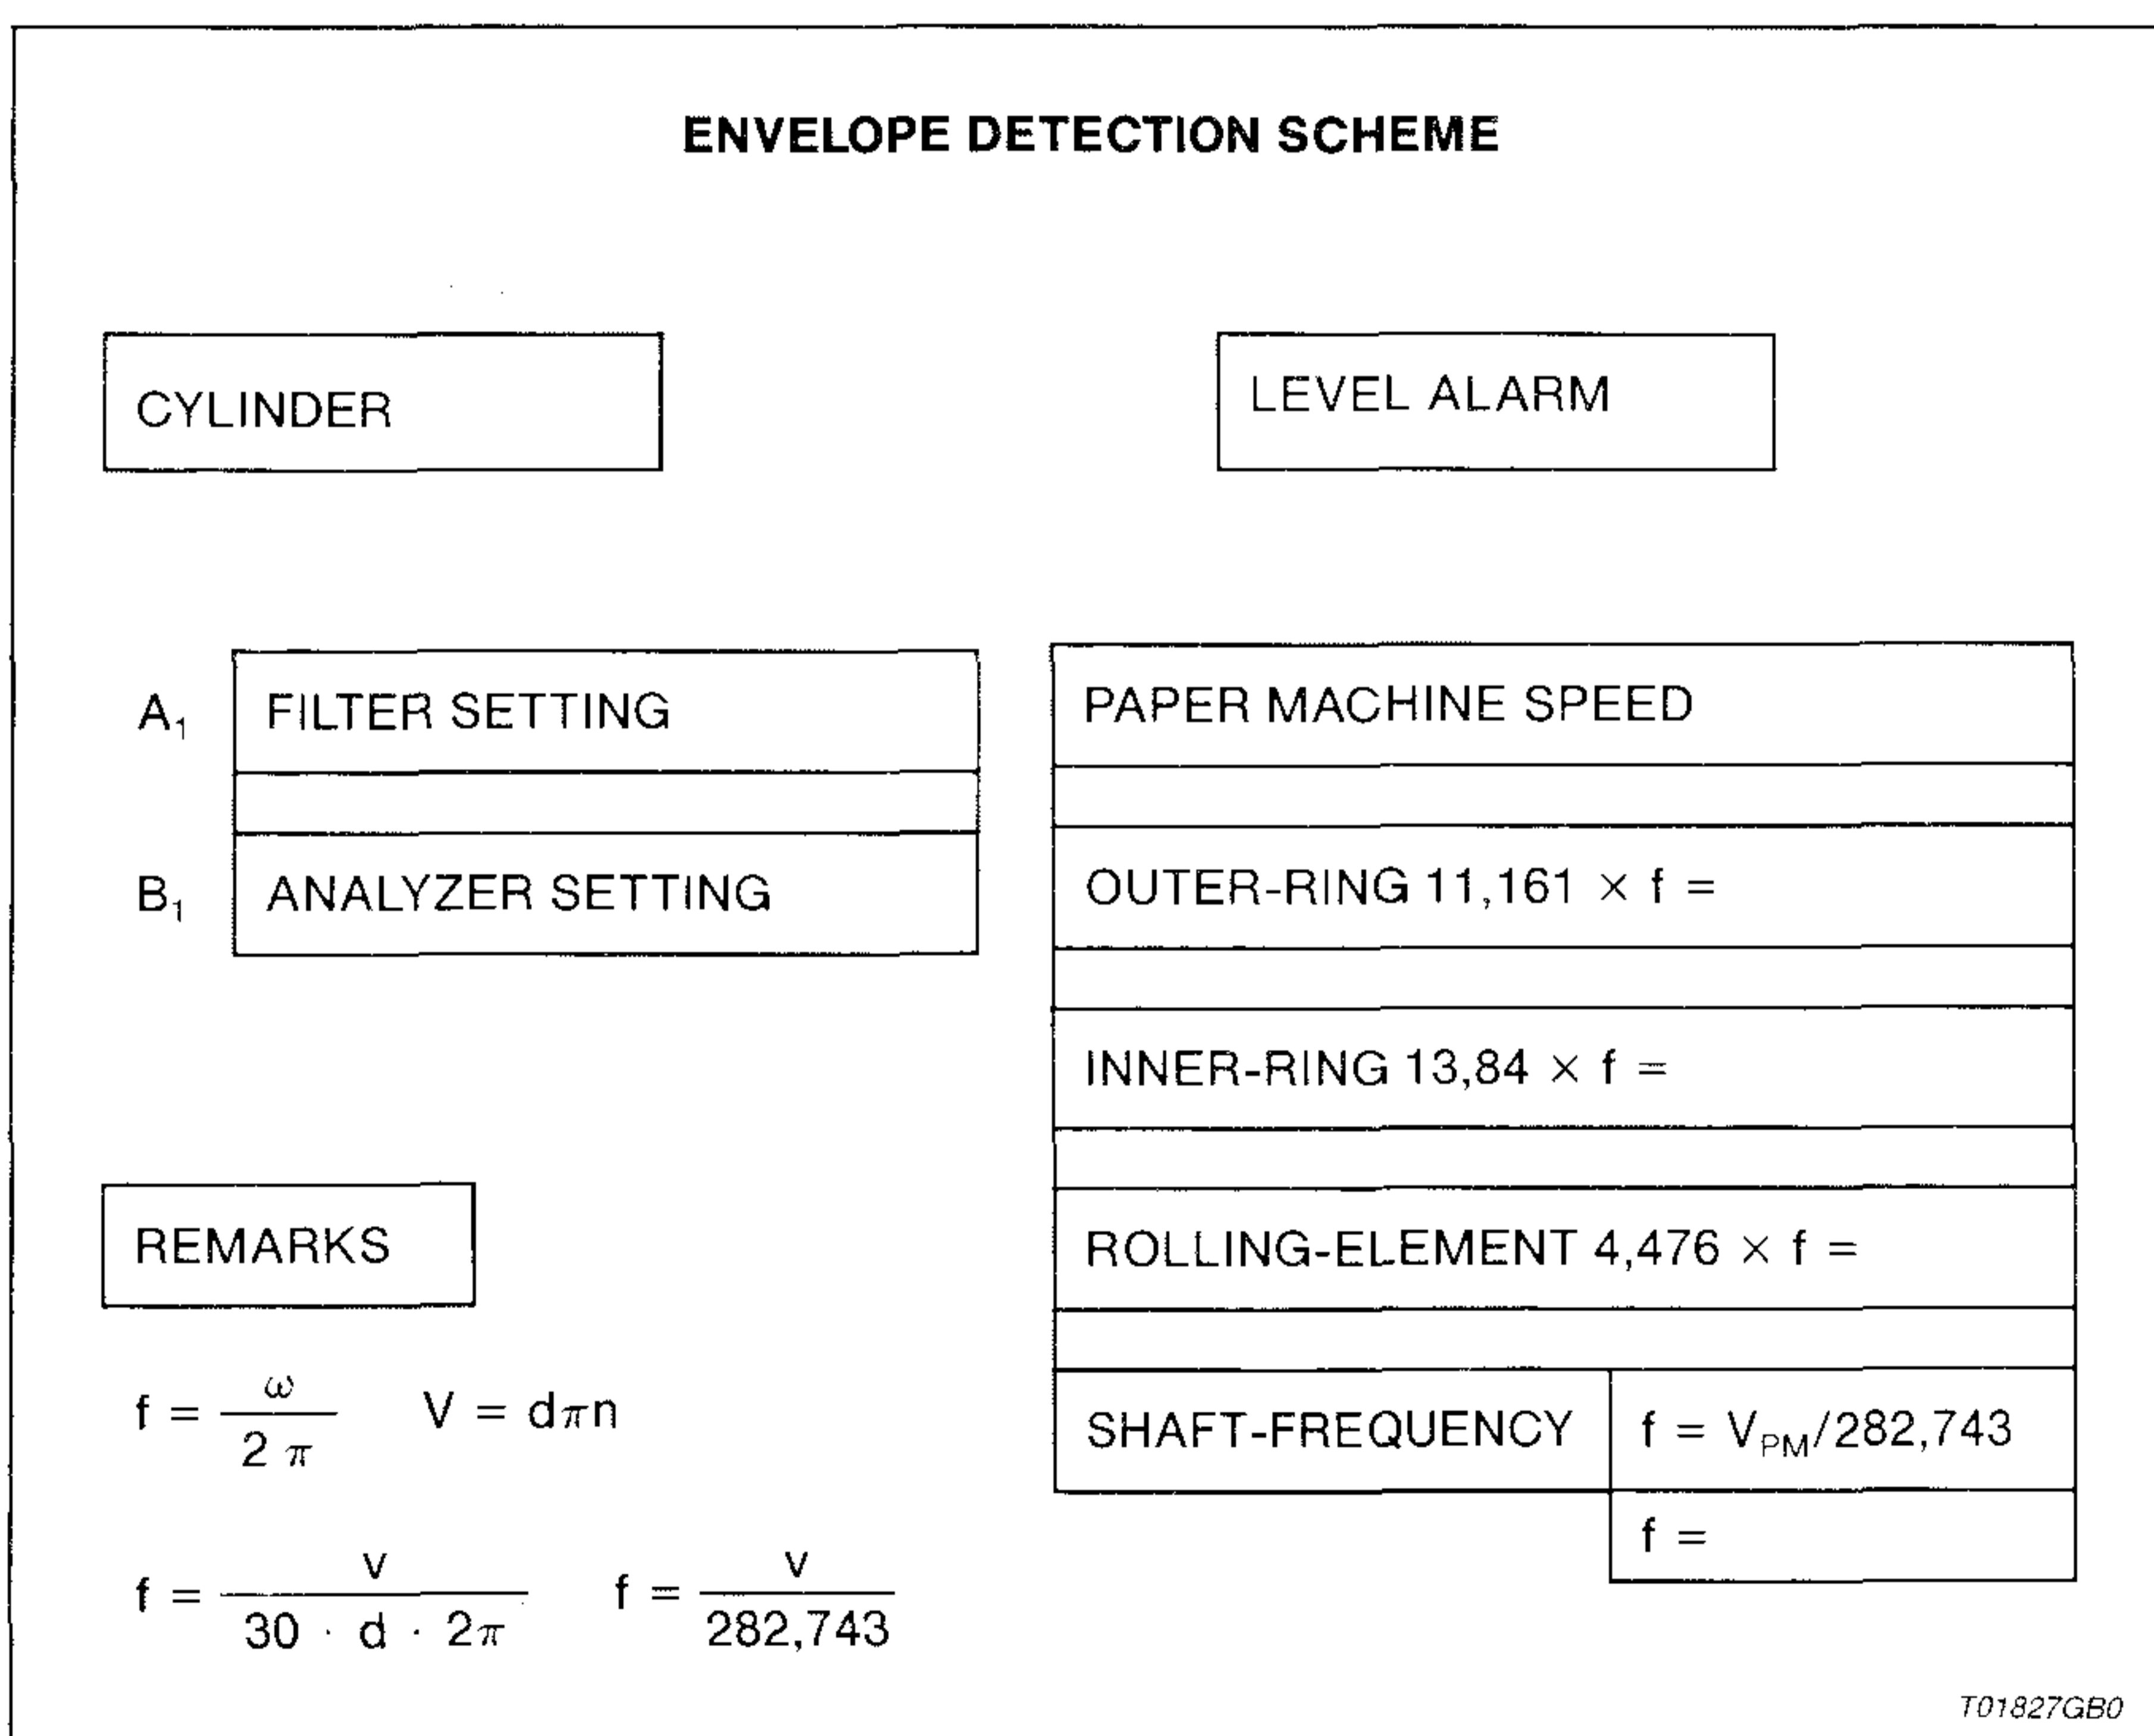 ENVELOPE DETECTION SCHEME
CYLINDER
LEVEL ALARM
A₁ FILTER SETTING
B₁ ANALYZER SETTING
PAPER MACHINE SPEED
OUTER-RING 11,161 × f =
INNER-RING 13,84 × f =
ROLLING-ELEMENT 4,476 × f =
SHAFT-FREQUENCY f = V_PM/282,743
f =
REMARKS
f = ω / 2 π V = dπn
f = v / 30 · d · 2π f = v / 282,743
T01827GB0